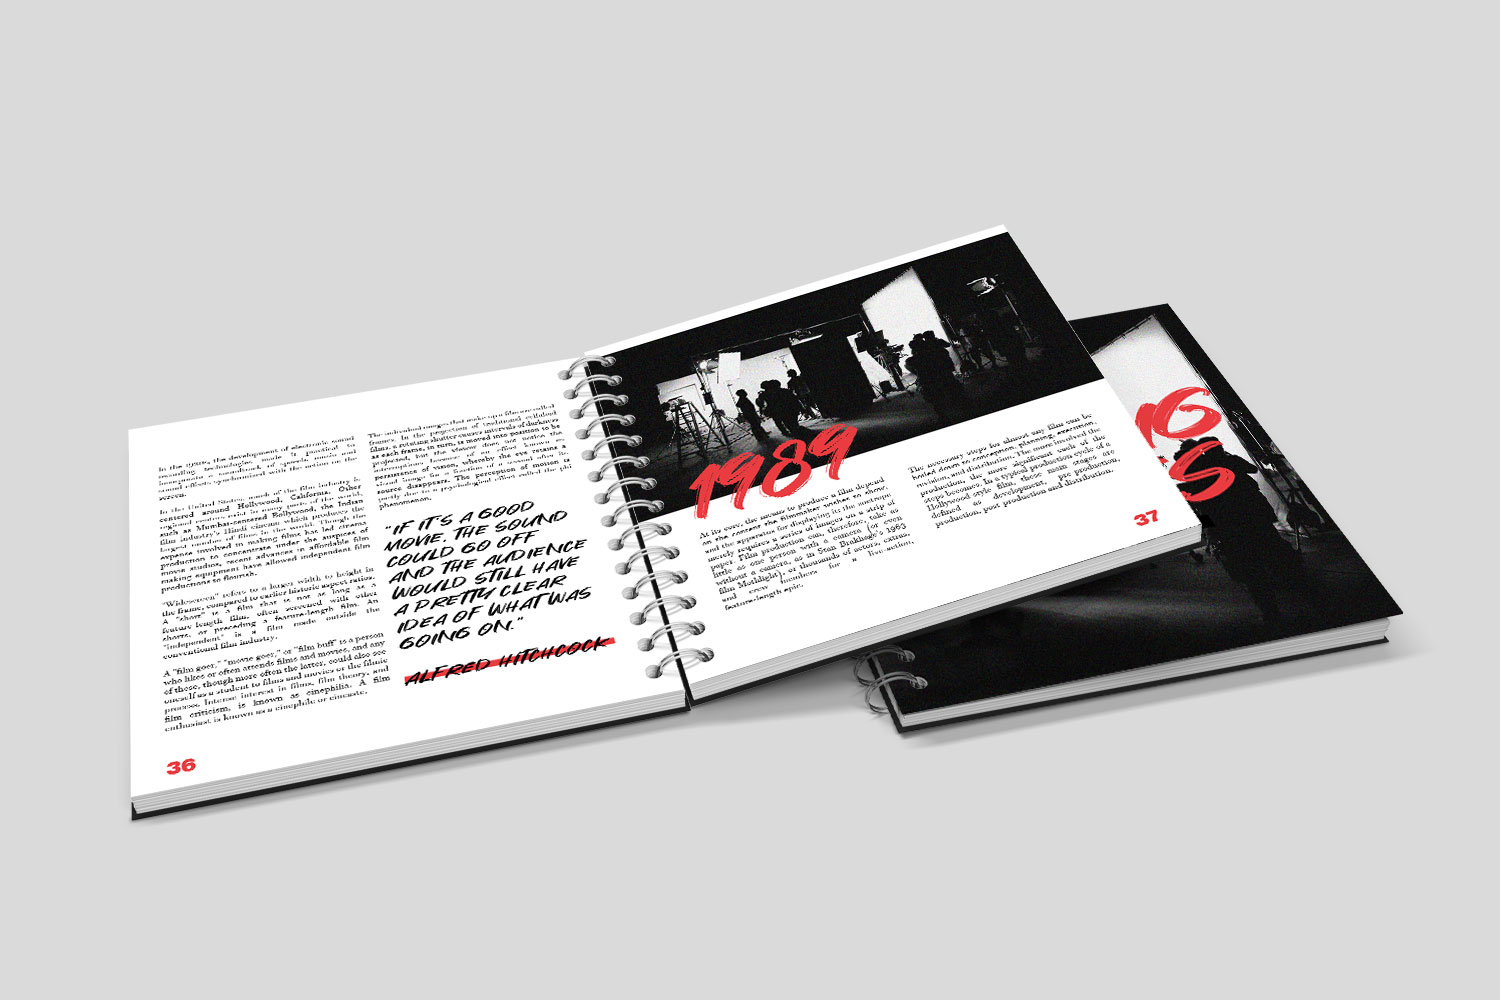 In the 1920s, the development of electronic sound
recording technologies made it practical to
incorporate a soundtrack of speech, music and
sound effects synchronized with the action on the
screen.
In the United States, much of the film industry is
centered around Hollywood, California. Other
regional centers exist in many parts of the world,
such as Mumbai-centered Bollywood, the Indian
film industry's Hindi cinema which produces the
largest number of films in the world. Though the
expense involved in making films has led cinema
production to concentrate under the auspices of
movie studios, recent advances in affordable film
making equipment have allowed independent film
productions to flourish.
"Widescreen" refers to a larger width to height in
the frame, compared to earlier historic aspect ratios.
A "short" is a film that is not as long as a
feature-length film, often screened with other
shorts, or preceding a feature-length film. An
"independent" is a film made outside the
conventional film industry.
A "film goer," "movie goer," or "film buff" is a person
who likes or often attends films and movies, and any
of those, though more often the latter, could also see
oneself as a student to films and movies or the filmic
process. Intense interest in films, film theory, and
film criticism, is known as cinephilia. A film
enthusiast is known as a cinephile or cineaste.
36
The individual images that make up a film are called
frames. In the projection of traditional celluloid
films, a rotating shutter causes intervals of darkness
as each frame, in turn, is moved into position to be
projected, but the viewer does not notice the
interruptions because of an effect known as
persistence of vision, whereby the eye retains a
visual image for a fraction of a second after its
source disappears. The perception of motion is
partly due to a psychological effect called the phi
phenomenon.
"IF IT'S A GOOD
MOVIE, THE SOUND
COULD GO OFF
AND THE AUDIENCE
WOULD STILL HAVE
A PRETTY CLEAR
IDEA OF WHAT WAS
GOING ON."
ALFRED HITCHCOCK
1989
At its core, the means to produce a film depend
on the content the filmmaker wishes to show,
and the apparatus for displaying it: the zoetrope
merely requires a series of images on a strip of
paper. Film production can, therefore, take as
little as one person with a camera (or even
without a camera, as in Stan Brakhage's 1963
film Mothlight), or thousands of actors, extras,
and crew members for a live-action,
feature-length epic.
The necessary steps for almost any film can be
boiled down to conception, planning, execution,
revision, and distribution. The more involved the
production, the more significant each of the
steps becomes. In a typical production cycle of a
Hollywood-style film, these main stages are
defined as development, pre-production,
production, post-production and distribution.
37